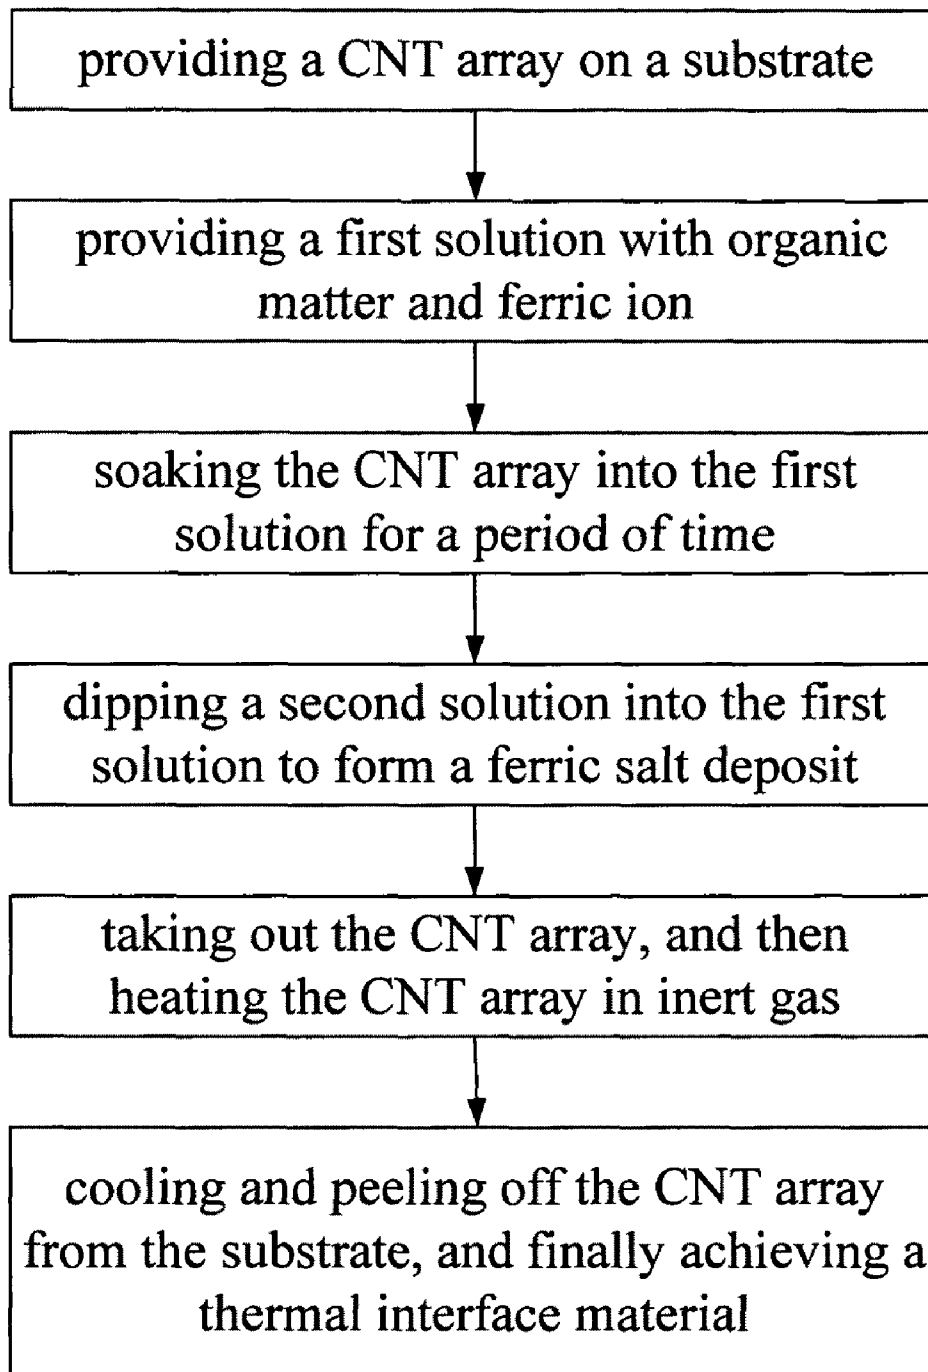 providing a CNT array on a substrate
providing a first solution with organic
matter and ferric ion
soaking the CNT array into the first
solution for a period of time
dipping a second solution into the first
solution to form a ferric salt deposit
taking out the CNT array, and then
heating the CNT array in inert gas
cooling and peeling off the CNT array
from the substrate, and finally achieving a
thermal interface material